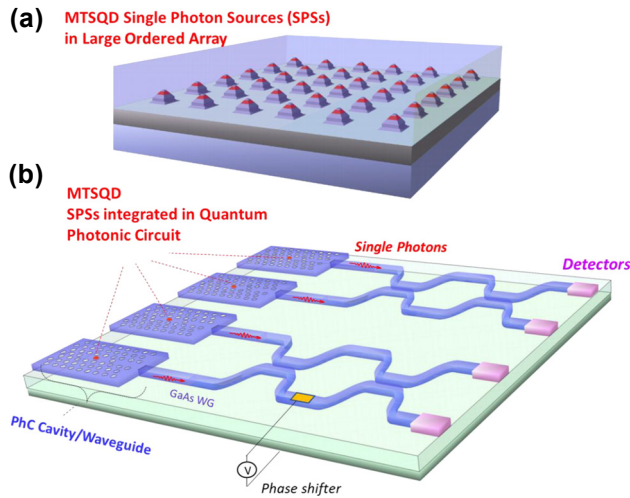 (a)
MTSQD Single Photon Sources (SPSs)
in Large Ordered Array
(b)
MTSQD
SPSs integrated in Quantum
Photonic Circuit
Single Photons
Detectors
GaAs WG
PhC Cavity/Waveguide
V
Phase shifter